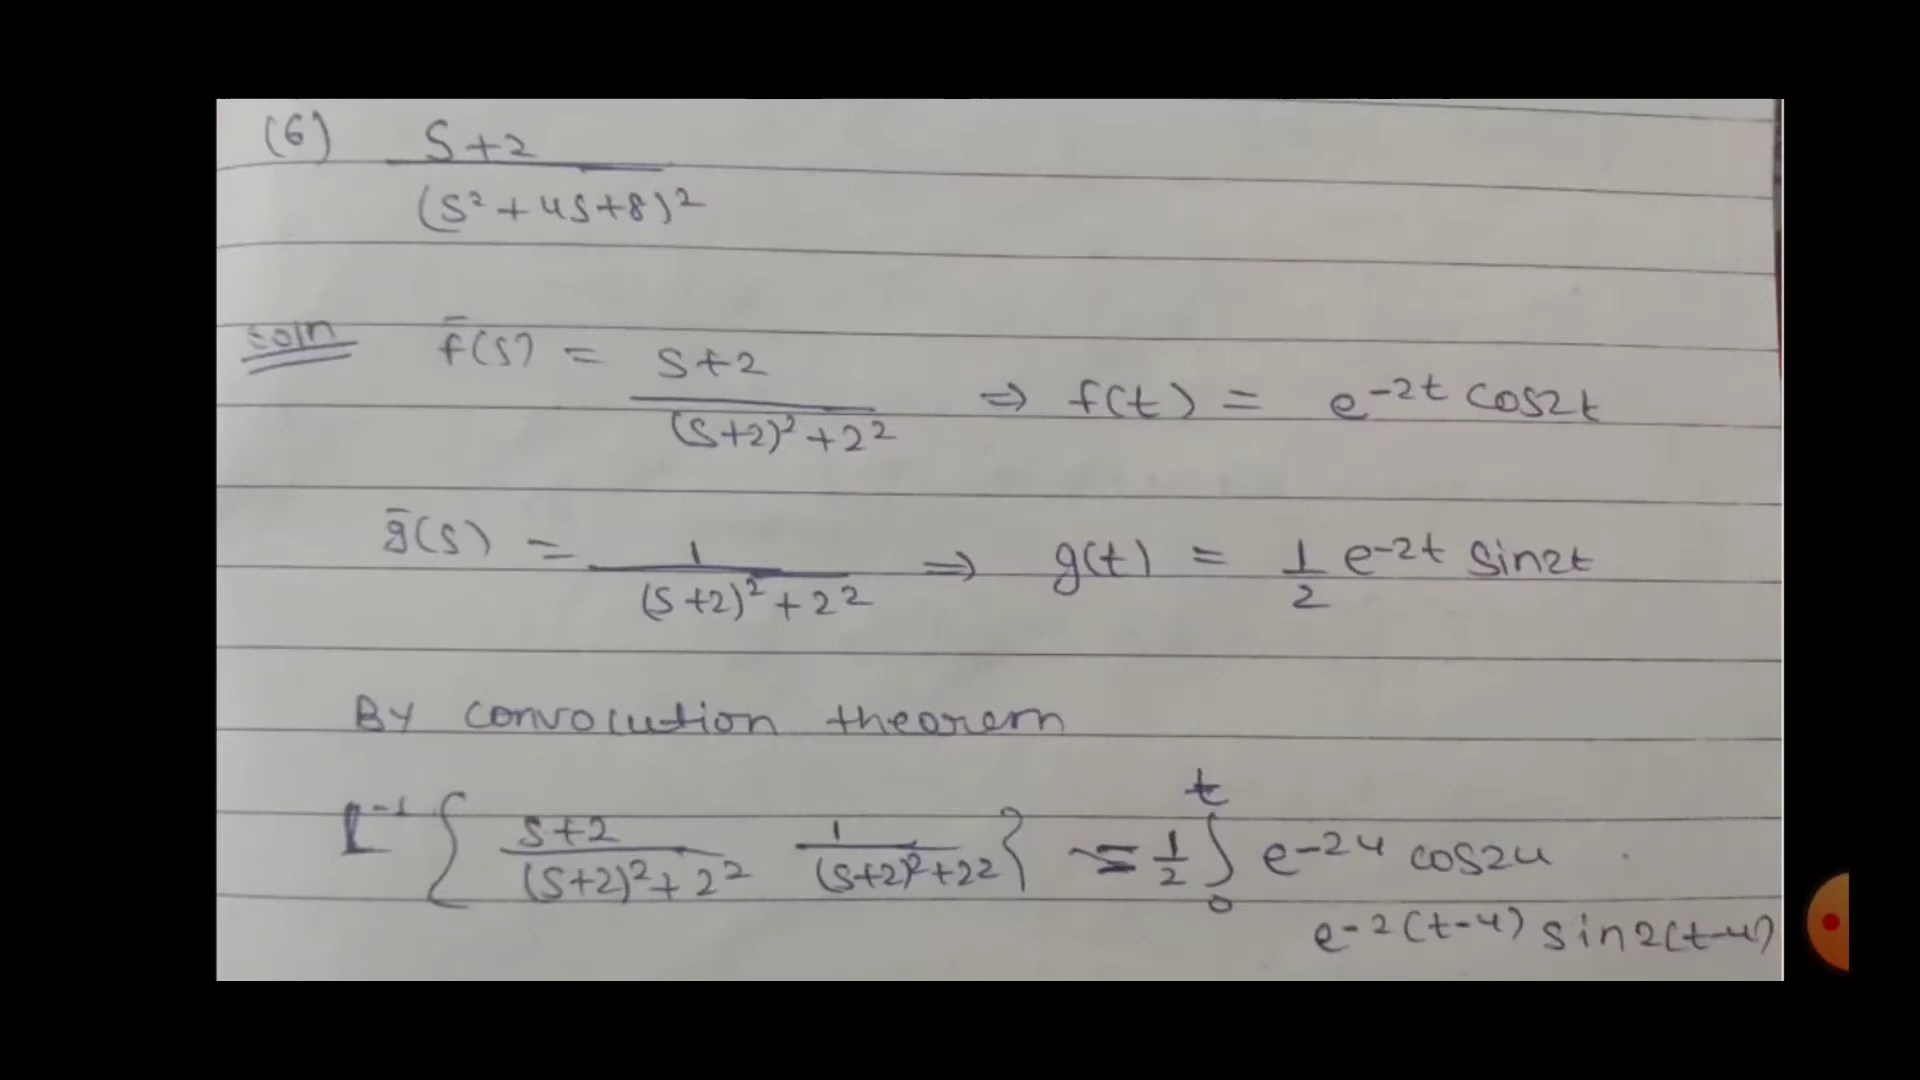 (6) S+2
(S²+4S+8)²
soln f̄(S) = S+2 / (S+2)²+2² ⇒ f(t) = e^-2t cos2t
ḡ(S) = 1 / (S+2)²+2² ⇒ g(t) = 1/2 e^-2t sin2t
By convolution theorem
L^-1 { S+2 / (S+2)²+2² 1 / (S+2)²+2² } = 1/2 ∫₀ᵗ e^-2u cos2u .
e^-2(t-u) sin2(t-u)